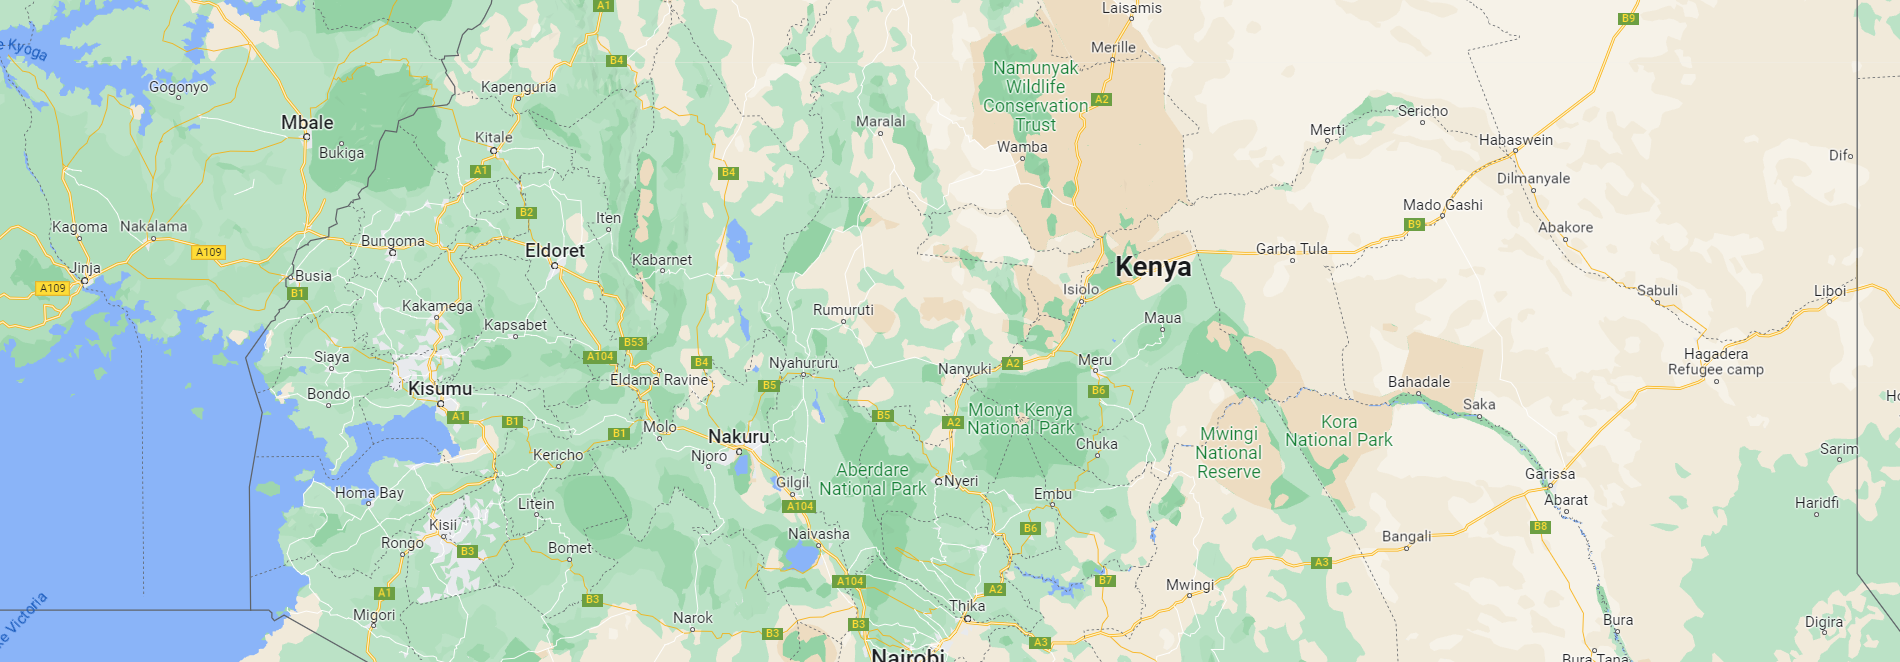 A1
Laisamis
B9
Kyoga
Merille
B4
Namunyak
Wildlife
Conservation
Trust
Gogonyo
Kapenguria
A2
Mbale
Maralal
Sericho
Kitale
Merti
Habaswein
Bukiga
Wamba
Dif
A1
B4
Dilmanyale
Kagoma
Nakalama
B2
Iten
Mado Gashi
B9
Abakore
Bungoma
Eldoret
A109
Garba Tula
Jinja
Kabarnet
Kenya
Busia
A109
B1
Isiolo
Sabuli
Liboi
Kakamega
Rumuruti
Maua
Kapsabet
B53
Siaya
A104
B4
Nyahururu
A2
Meru
Hagadera
Refugee camp
Nanyuki
Eldama Ravine
B5
B6
Bahadale
Bondo
Kisumu
Saka
A1
B1
B5
A2
Mount Kenya
National Park
Kora
National Park
Molo
B1
Nakuru
Chuka
Mwingi
National
Reserve
Sarim
Kericho
Njoro
Aberdare
National Park
Garissa
Gilgil
Nyeri
Homa Bay
Embu
Abarat
Litein
A104
Haridfi
Kisii
B6
B8
Rongo
B3
Bomet
Naivasha
Bangali
A3
A104
B7
A1
B3
A2
Mwingi
Victoria
Migori
Narok
B3
B3
Thika
A3
Bura
Digira
Nairobi
Bura Tana